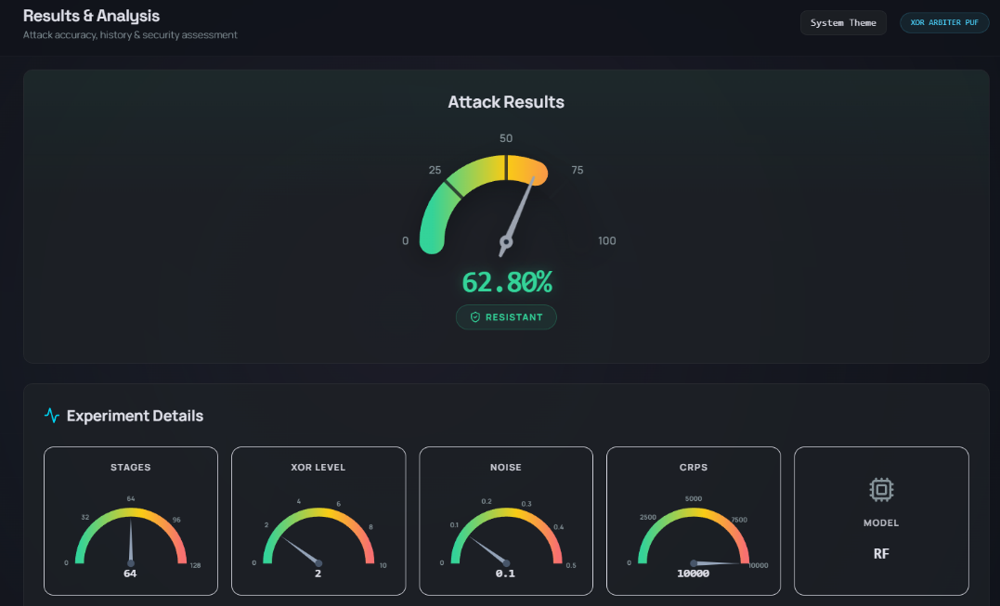 Results & Analysis
Attack accuracy, history & security assessment
System Theme
XOR ARBITER PUF
Attack Results
50
25
75
0
100
62.80%
RESISTANT
Experiment Details
STAGES
64
32
96
0
128
64
XOR LEVEL
4
6
2
8
0
10
2
NOISE
0.2
0.3
0.1
0.4
0
0.5
0.1
CRPS
5000
2500
7500
0
10000
10000
MODEL
RF